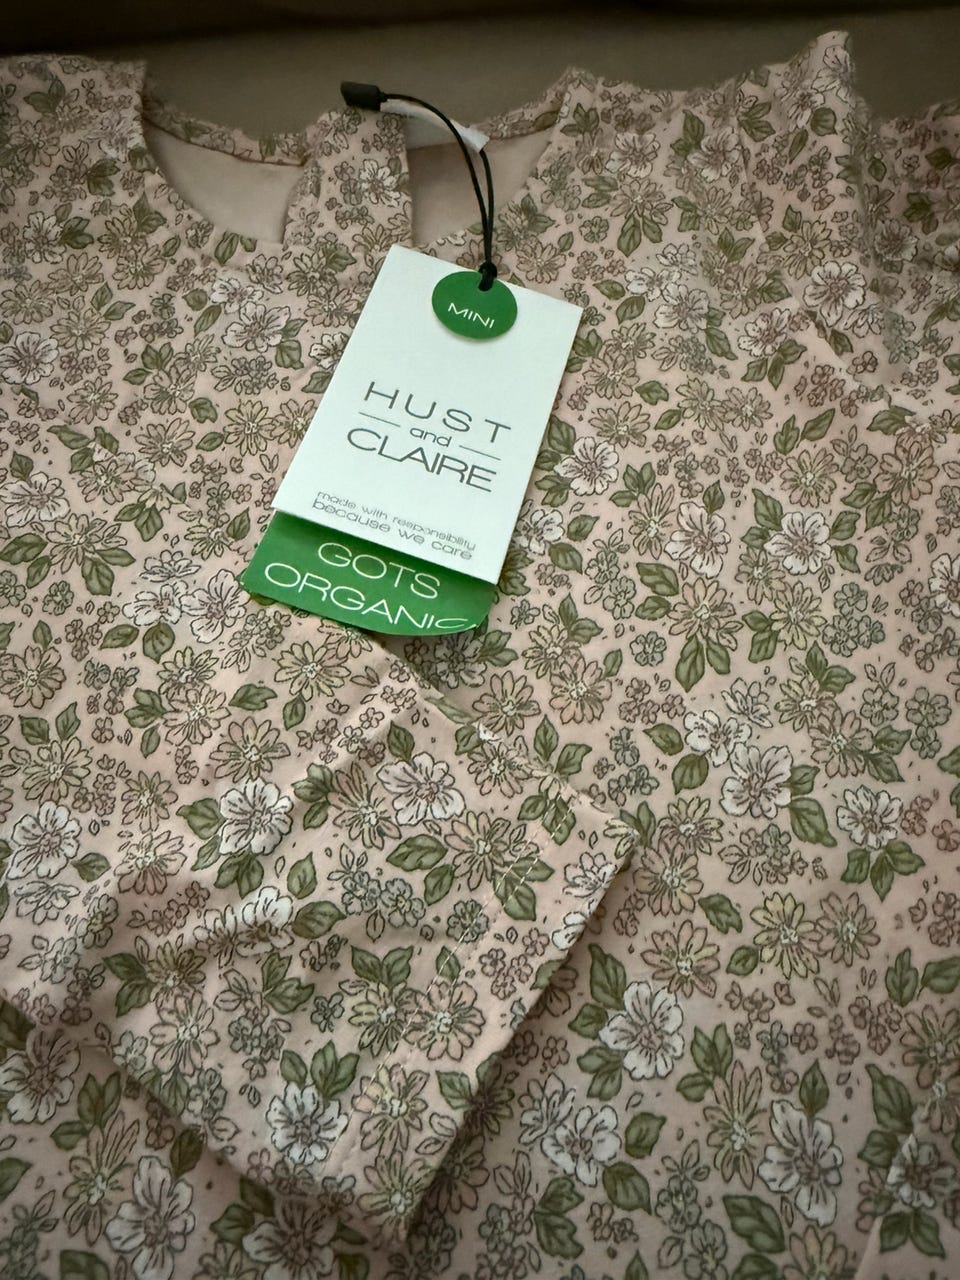 MINI
HUST
and
CLAIRE
made with responsibility
because we care
GOTS
ORGANIC